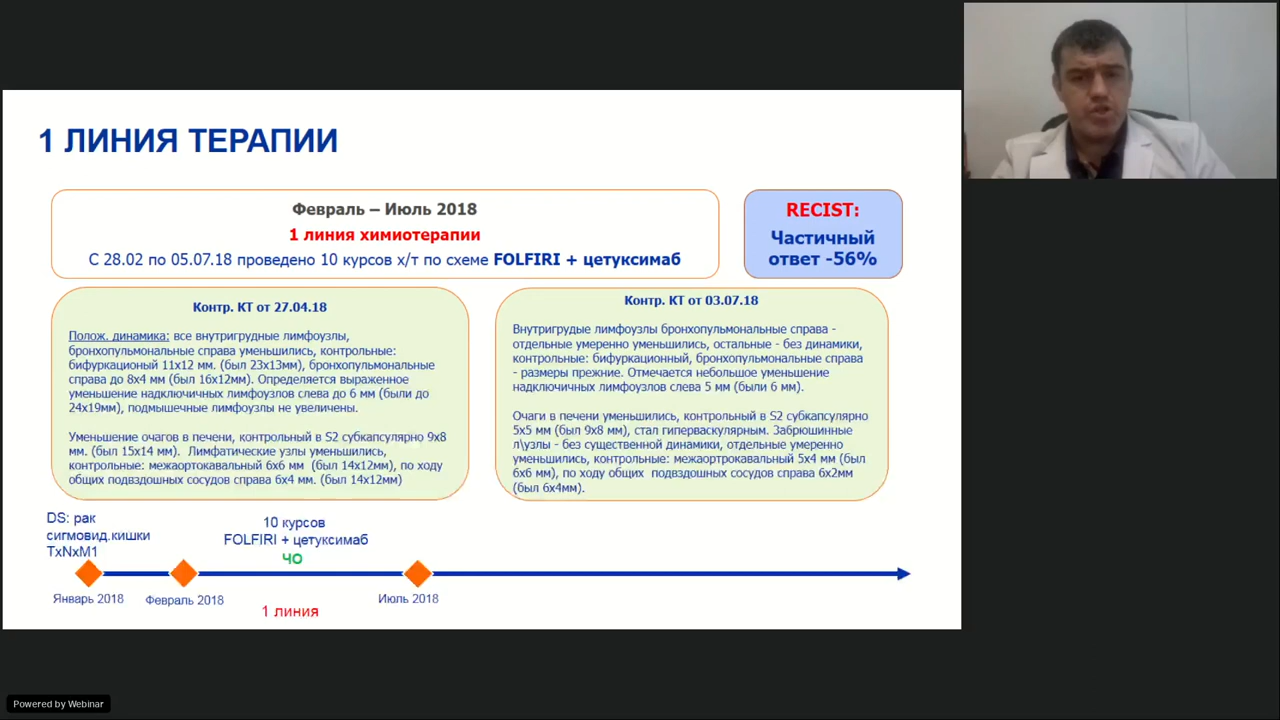 1 ЛИНИЯ ТЕРАПИИ
Февраль – Июль 2018
1 линия химиотерапии
С 28.02 по 05.07.18 проведено 10 курсов х/т по схеме FOLFIRI + цетуксимаб
RECIST:
Частичный
ответ -56%
Контр. КТ от 27.04.18
Полож. динамика: все внутригрудные лимфоузлы,
бронхопульмональные справа уменьшились, контрольные:
бифуркационый 11х12 мм. (был 23х13мм), бронхопульмональные
справа до 8х4 мм (был 16х12мм). Определяется выраженное
уменьшение надключичных лимфоузлов слева до 6 мм (были до
24х19мм), подмышечные лимфоузлы не увеличены.
Уменьшение очагов в печени, контрольный в S2 субкапсулярно 9х8
мм. (был 15х14 мм). Лимфатические узлы уменьшились,
контрольные: межаортокавальный 6х6 мм (был 14х12мм), по ходу
общих подвздошных сосудов справа 6х4 мм. (был 14х12мм)
Контр. КТ от 03.07.18
Внутригрудые лимфоузлы бронхопульмональные справа -
отдельные умеренно уменьшились, остальные - без динамики,
контрольные: бифуркационный, бронхопульмональные справа
- размеры прежние. Отмечается небольшое уменьшение
надключичных лимфоузлов слева 5 мм (были 6 мм).
Очаги в печени уменьшились, контрольный в S2 субкапсулярно
5х5 мм (был 9х8 мм), стал гиперваскулярным. Забрюшинные
л\узлы - без существенной динамики, отдельные умеренно
уменьшились, контрольные: межаортокавальный 5х4 мм (был
6х6 мм), по ходу общих подвздошных сосудов справа 6х2мм
(был 6х4мм).
DS: рак
сигмовид.кишки
TxNxM1
10 курсов
FOLFIRI + цетуксимаб
ЧО
Январь 2018
Февраль 2018
1 линия
Июль 2018
Powered by Webinar